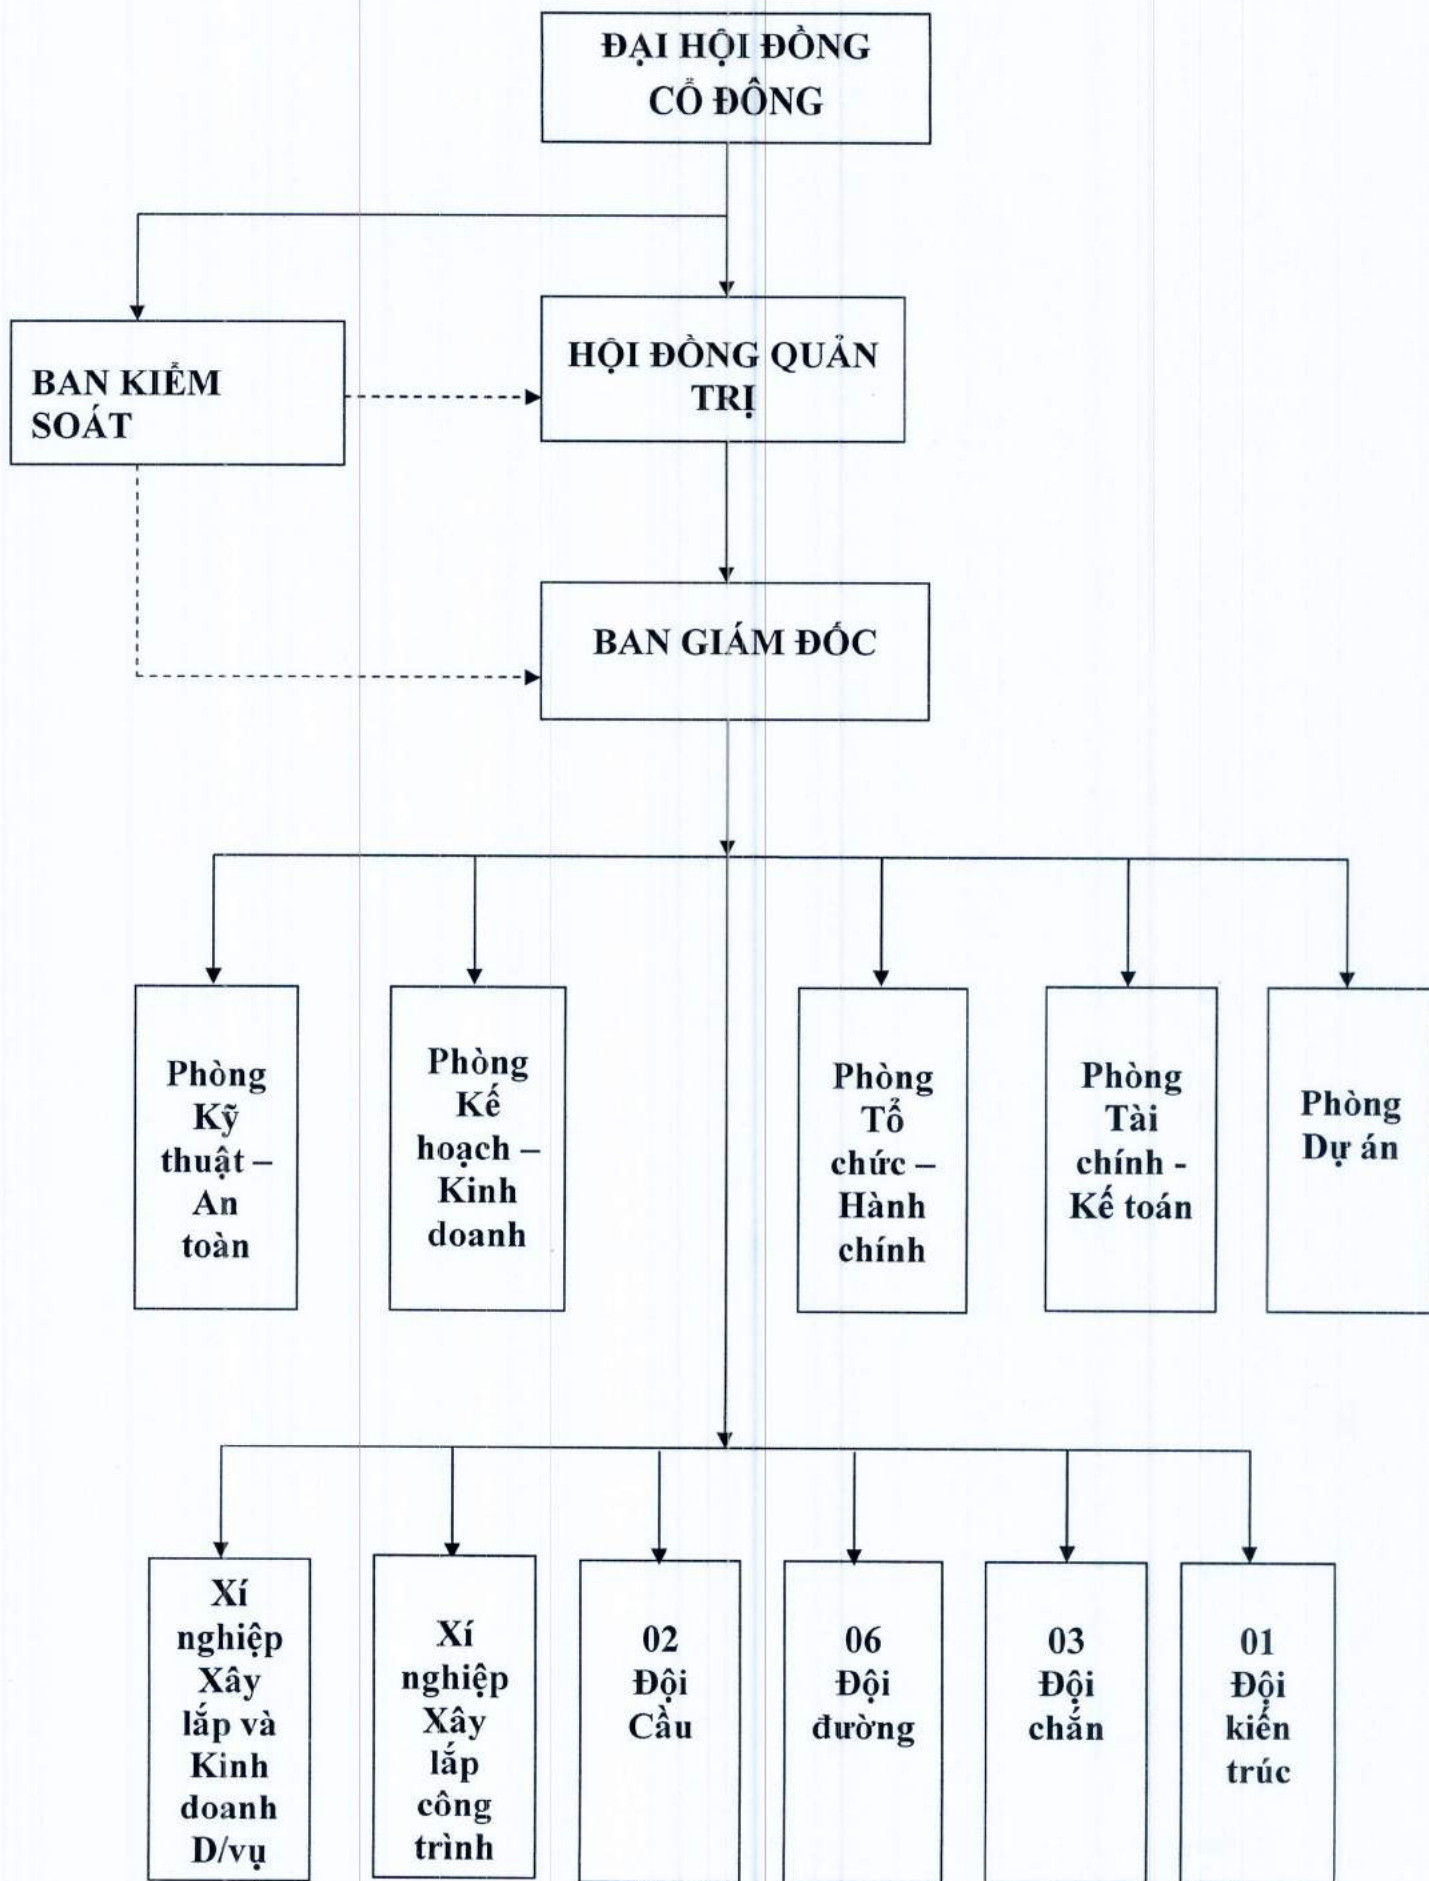 ĐẠI HỘI ĐỒNG
CỔ ĐÔNG
HỘI ĐỒNG QUẢN
TRỊ
BAN KIỂM
SOÁT
BAN GIÁM ĐỐC
Phòng
Kỹ
thuật –
An
toàn
Phòng
Kế
hoạch –
Kinh
doanh
Phòng
Tổ
chức –
Hành
chính
Phòng
Tài
chính -
Kế toán
Phòng
Dự án
Xí
nghiệp
Xây
lắp và
Kinh
doanh
D/vụ
Xí
nghiệp
Xây
lắp
công
trình
02
Đội
Cầu
06
Đội
đường
03
Đội
chắn
01
Đội
kiến
trúc